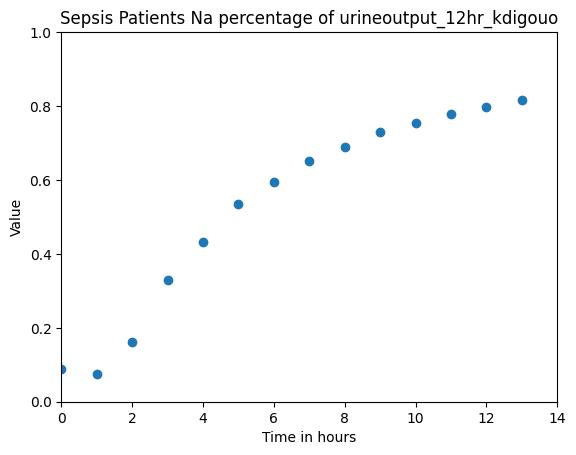 Sepsis Patients Na percentage of urineoutput_12hr_kdigouo
1.0
0.8
0.6
0.4
0.2
0.0
Value
0 2 4 6 8 10 12 14
Time in hours